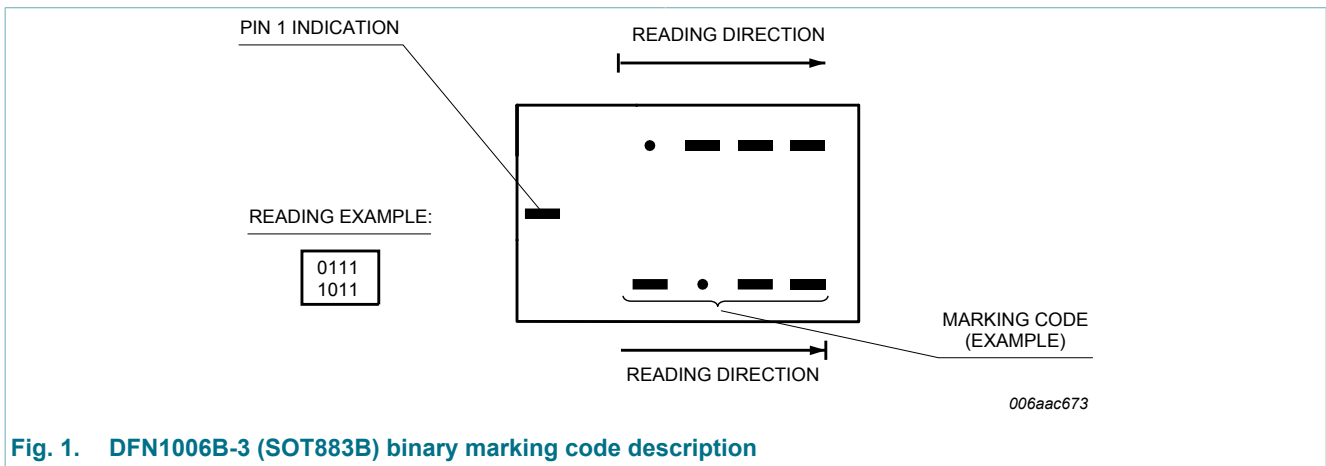 PIN 1 INDICATION
READING DIRECTION
READING EXAMPLE:
0111
1011
MARKING CODE
(EXAMPLE)
READING DIRECTION
006aac673
Fig. 1. DFN1006B-3 (SOT883B) binary marking code description